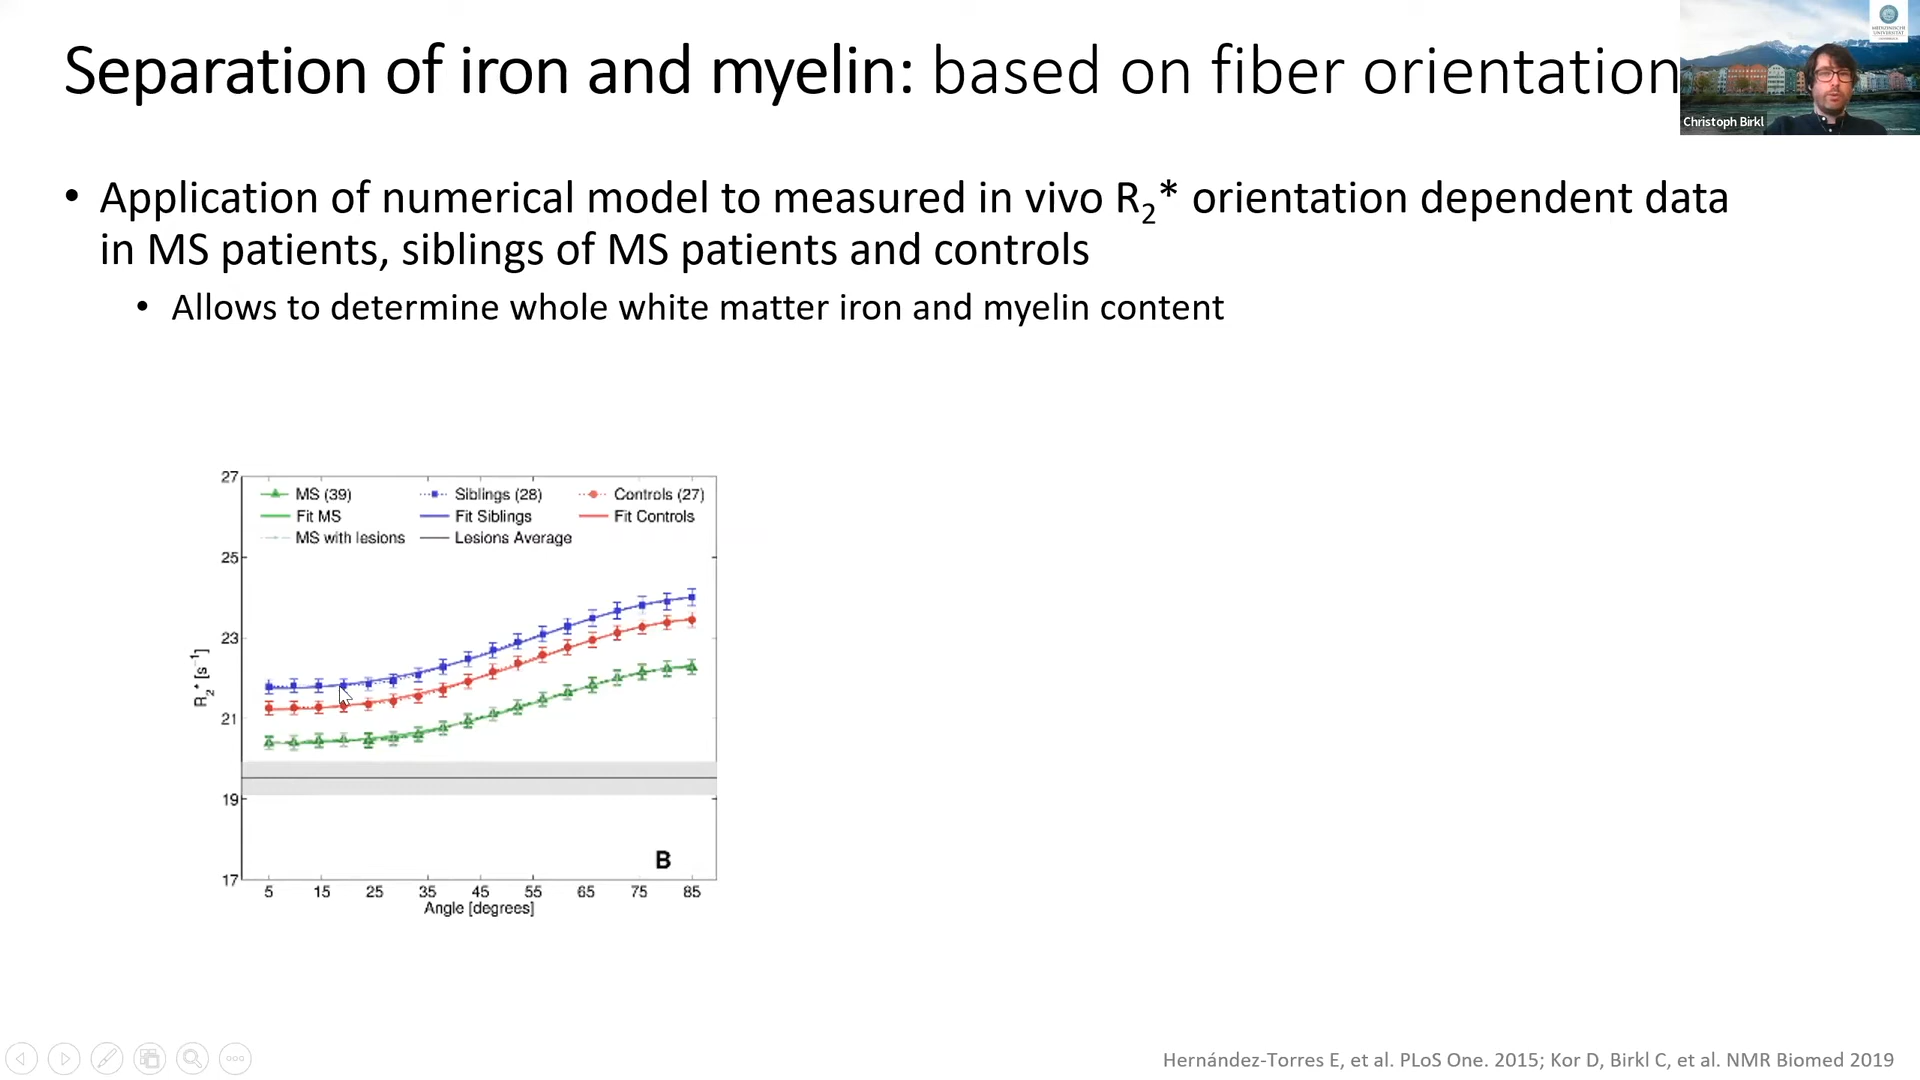 Separation of iron and myelin: based on fiber orientation
Christoph Birkl
• Application of numerical model to measured in vivo R₂* orientation dependent data
in MS patients, siblings of MS patients and controls
• Allows to determine whole white matter iron and myelin content
MS (39) Siblings (28) Controls (27)
Fit MS Fit Siblings Fit Controls
MS with lesions Lesions Average
27
25
23
21
19
17
R₂* [s⁻¹]
B
5 15 25 35 45 55 65 75 85
Angle [degrees]
Hernández-Torres E, et al. PLoS One. 2015; Kor D, Birkl C, et al. NMR Biomed 2019